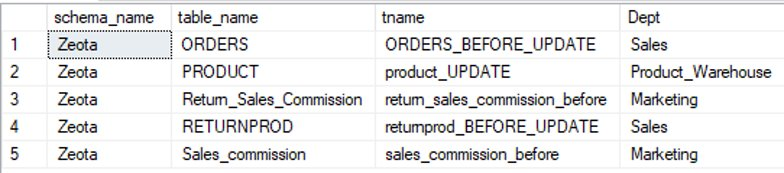 schema_name table_name tname Dept
1 Zeota ORDERS ORDERS_BEFORE_UPDATE Sales
2 Zeota PRODUCT product_UPDATE Product_Warehouse
3 Zeota Return_Sales_Commission return_sales_commission_before Marketing
4 Zeota RETURNPROD returnprod_BEFORE_UPDATE Sales
5 Zeota Sales_commission sales_commission_before Marketing